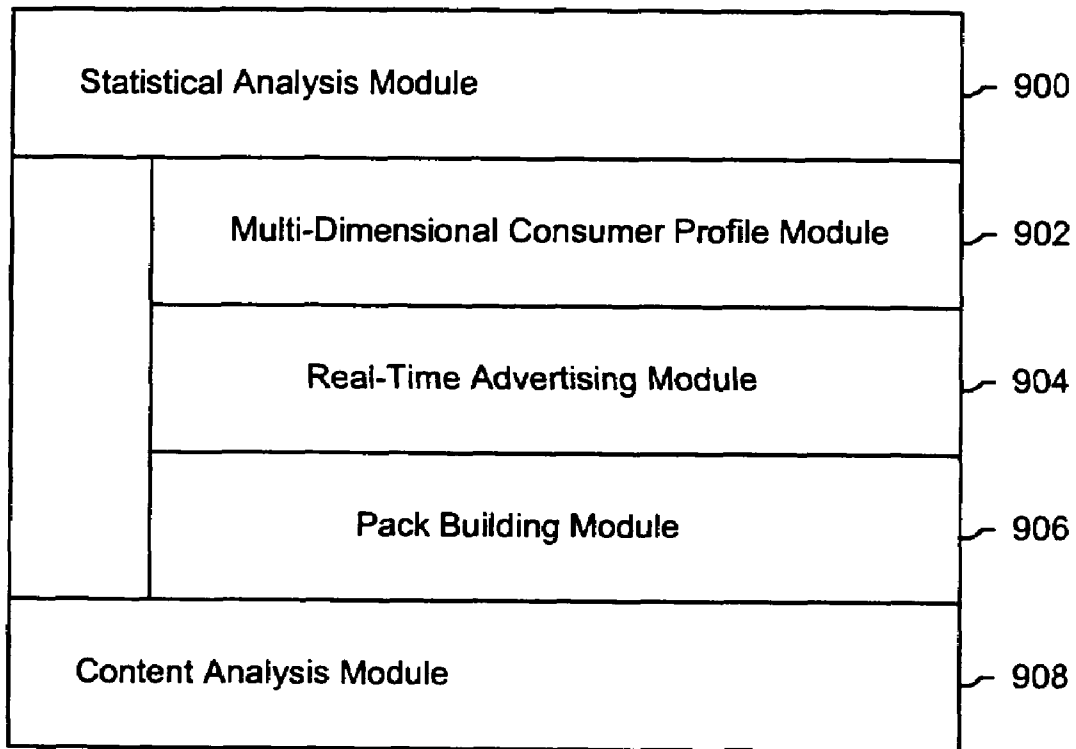 Statistical Analysis Module 900
Multi-Dimensional Consumer Profile Module 902
Real-Time Advertising Module 904
Pack Building Module 906
Content Analysis Module 908